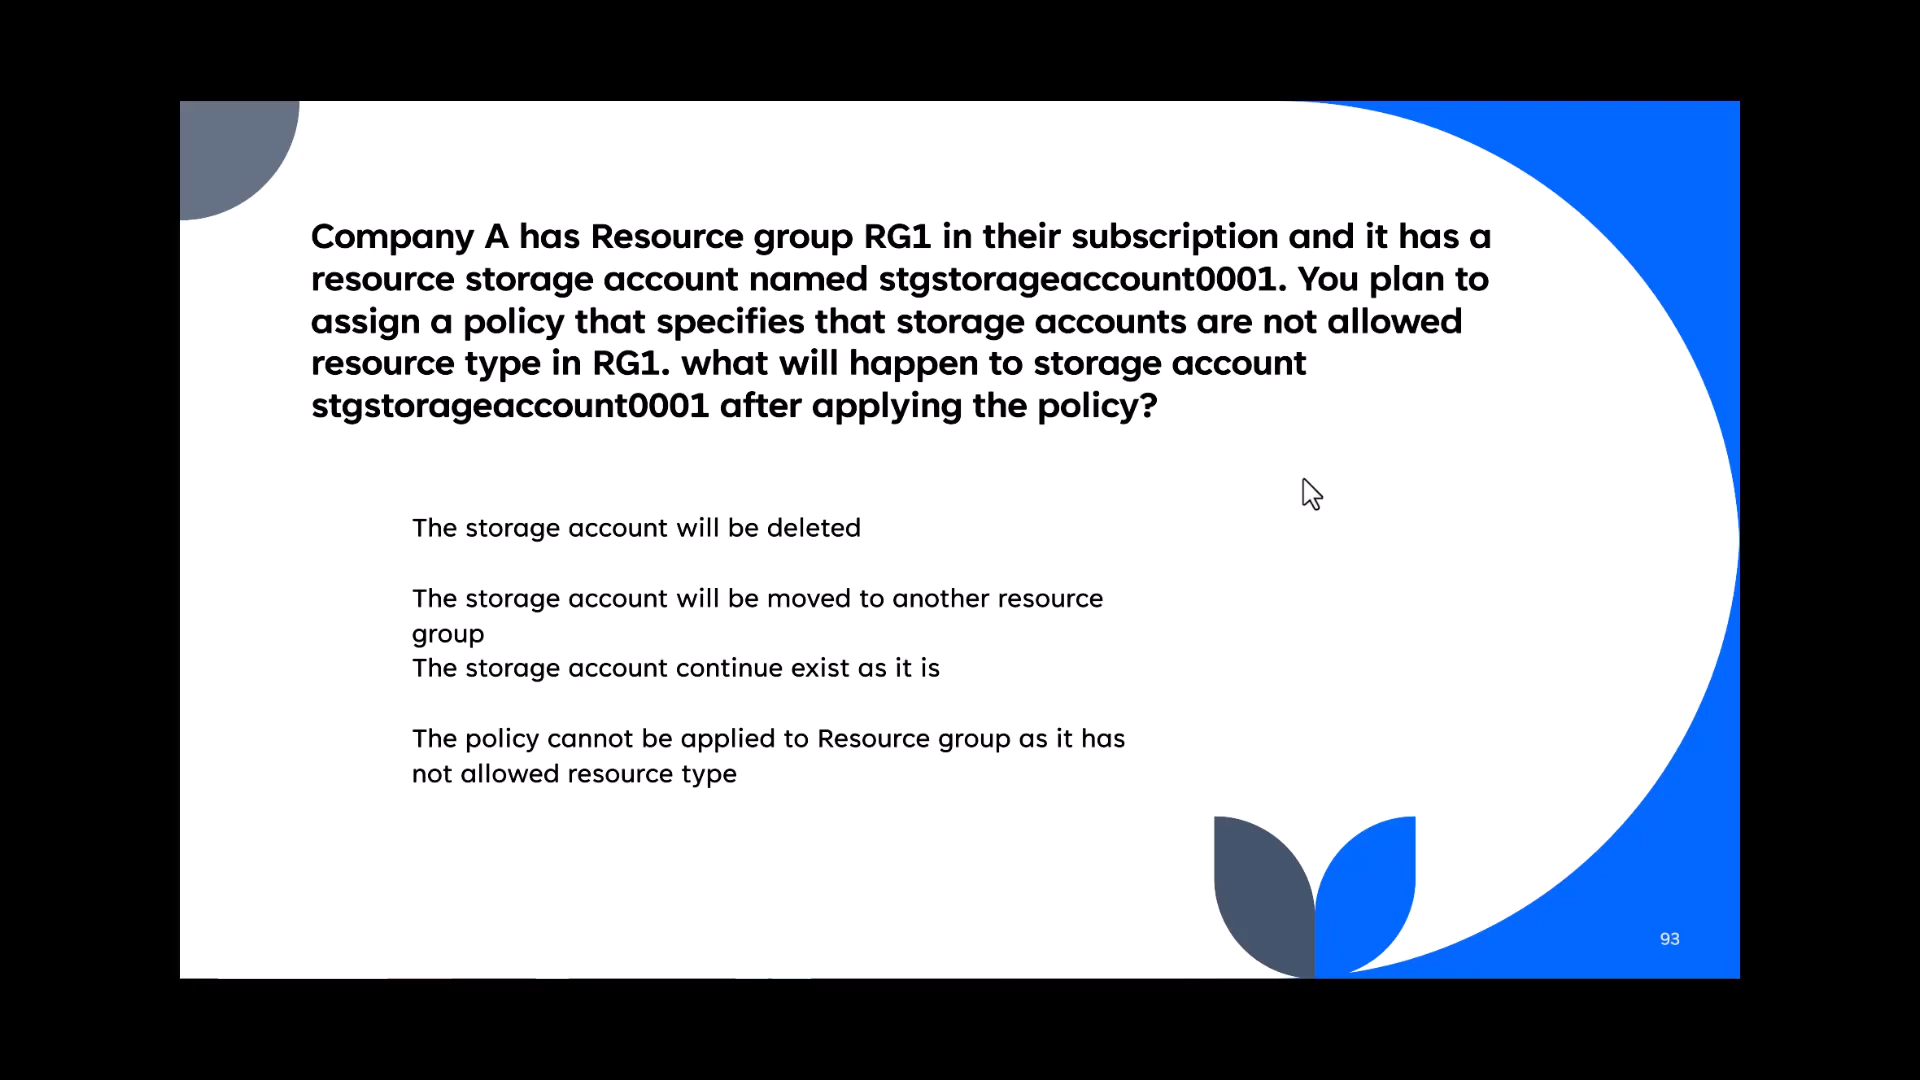 Company A has Resource group RG1 in their subscription and it has a
resource storage account named stgstorageaccount0001. You plan to
assign a policy that specifies that storage accounts are not allowed
resource type in RG1. what will happen to storage account
stgstorageaccount0001 after applying the policy?
The storage account will be deleted
The storage account will be moved to another resource
group
The storage account continue exist as it is
The policy cannot be applied to Resource group as it has
not allowed resource type
93